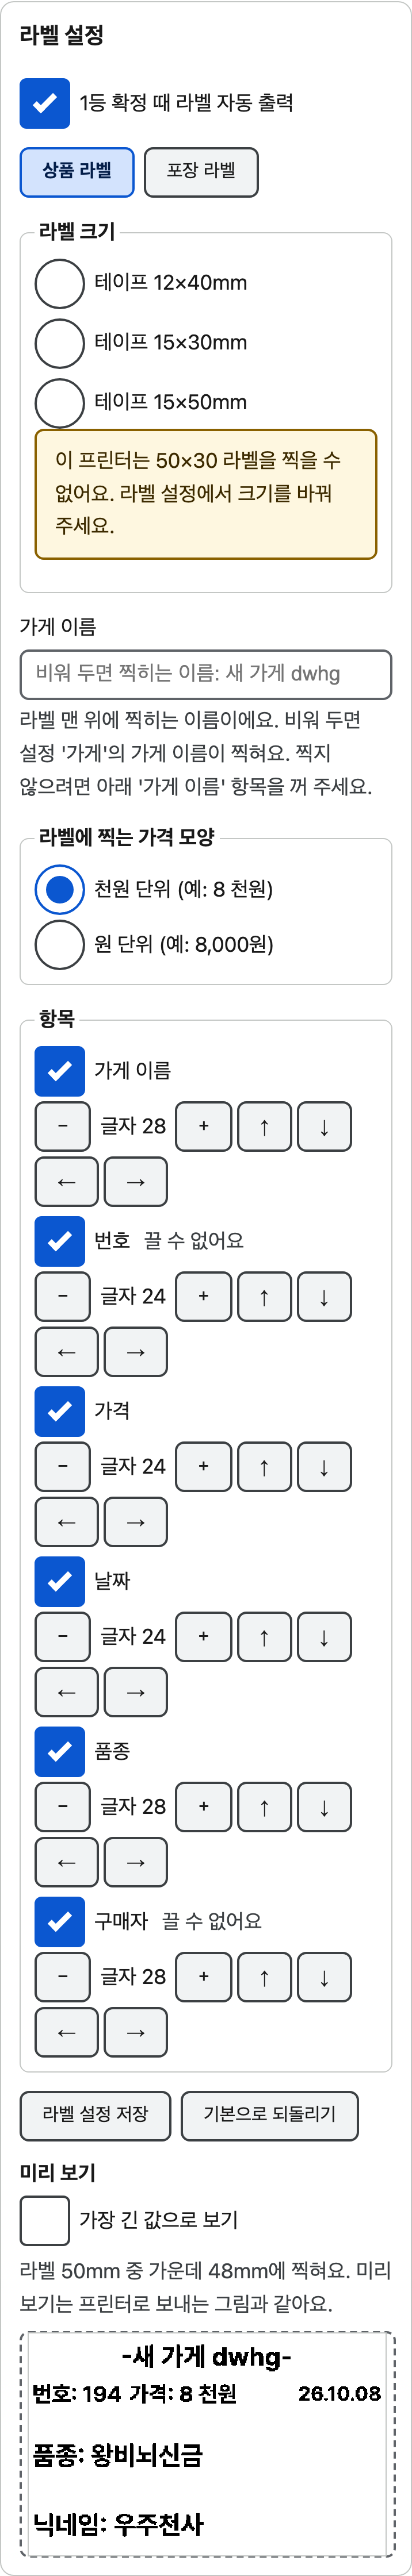 라벨 설정
1등 확정 때 라벨 자동 출력
상품 라벨 포장 라벨
라벨 크기
테이프 12×40mm
테이프 15×30mm
테이프 15×50mm
이 프린터는 50×30 라벨을 찍을 수
없어요. 라벨 설정에서 크기를 바꿔
주세요.
가게 이름
비워 두면 찍히는 이름: 새 가게 dwhg
라벨 맨 위에 찍히는 이름이에요. 비워 두면
설정 '가게'의 가게 이름이 찍혀요. 찍지
않으려면 아래 '가게 이름' 항목을 꺼 주세요.
라벨에 찍는 가격 모양
천원 단위 (예: 8 천원)
원 단위 (예: 8,000원)
항목
가게 이름
− 글자 28 + ↑ ↓
← →
번호 끌 수 없어요
− 글자 24 + ↑ ↓
← →
가격
− 글자 24 + ↑ ↓
← →
날짜
− 글자 24 + ↑ ↓
← →
품종
− 글자 28 + ↑ ↓
← →
구매자 끌 수 없어요
− 글자 28 + ↑ ↓
← →
라벨 설정 저장 기본으로 되돌리기
미리 보기
가장 긴 값으로 보기
라벨 50mm 중 가운데 48mm에 찍혀요. 미리
보기는 프린터로 보내는 그림과 같아요.
-새 가게 dwhg-
번호: 194 가격: 8 천원 26.10.08
품종: 왕비뇌신금
닉네임: 우주천사